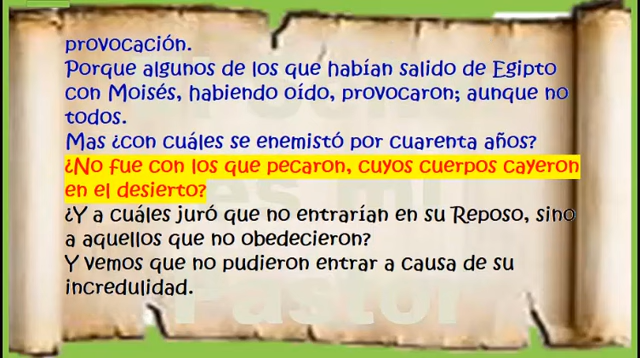 provocación.
Porque algunos de los que habían salido de Egipto
con Moisés, habiendo oído, provocaron; aunque no
todos.
Mas ¿con cuáles se enemistó por cuarenta años?
¿No fue con los que pecaron, cuyos cuerpos cayeron
en el desierto?
¿Y a cuáles juró que no entrarían en su Reposo, sino
a aquellos que no obedecieron?
Y vemos que no pudieron entrar a causa de su
incredulidad.
es mi
Pastor